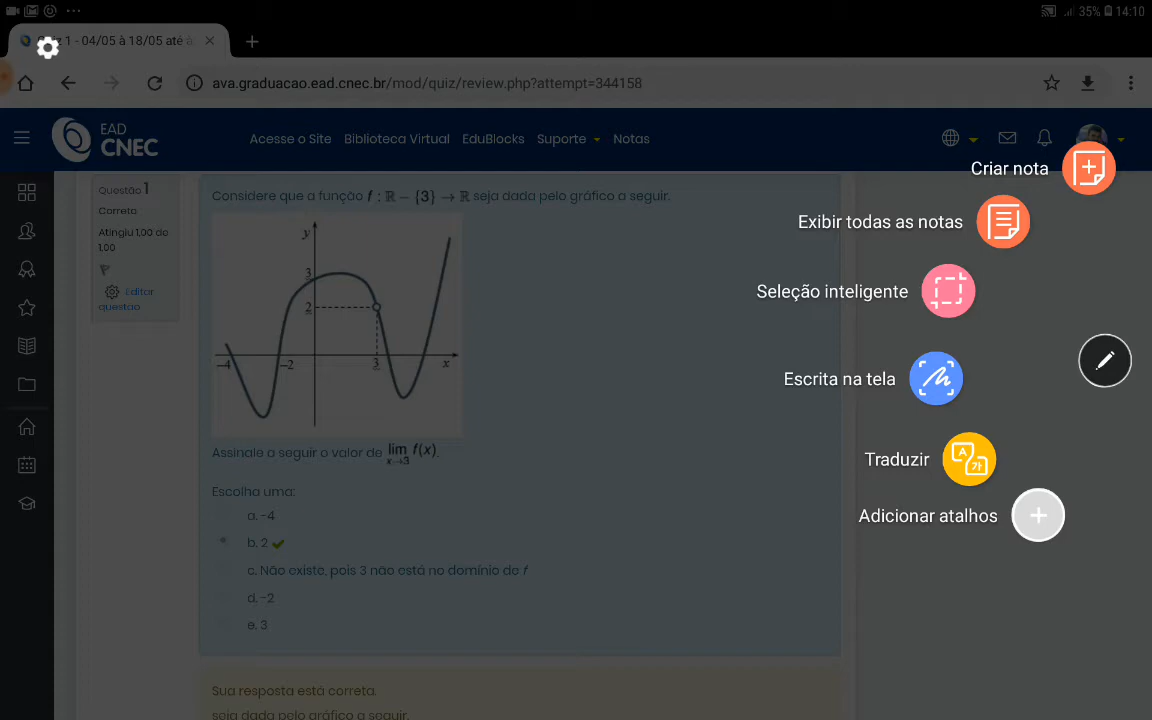 35% 14:10
1 - 04/05 à 18/05 até à
ava.graduacao.ead.cnec.br/mod/quiz/review.php?attempt=344158
EAD
CNEC
Acesse o Site Biblioteca Virtual EduBlocks Suporte Notas
Criar nota
Exibir todas as notas
Seleção inteligente
Escrita na tela
Traduzir
Adicionar atalhos
Questão 1
Correto
Atingiu 1,00 de
1,00
Editar
questão
Considere que a função f : ℝ − {3} → ℝ seja dada pelo gráfico a seguir.
y
3
2
-4 -2 3 x
Assinale a seguir o valor de lim x→3 f(x).
Escolha uma:
a. -4
b. 2
c. Não existe, pois 3 não está no domínio de f
d. -2
e. 3
Sua resposta está correta.
seja dada pelo gráfico a seguir.